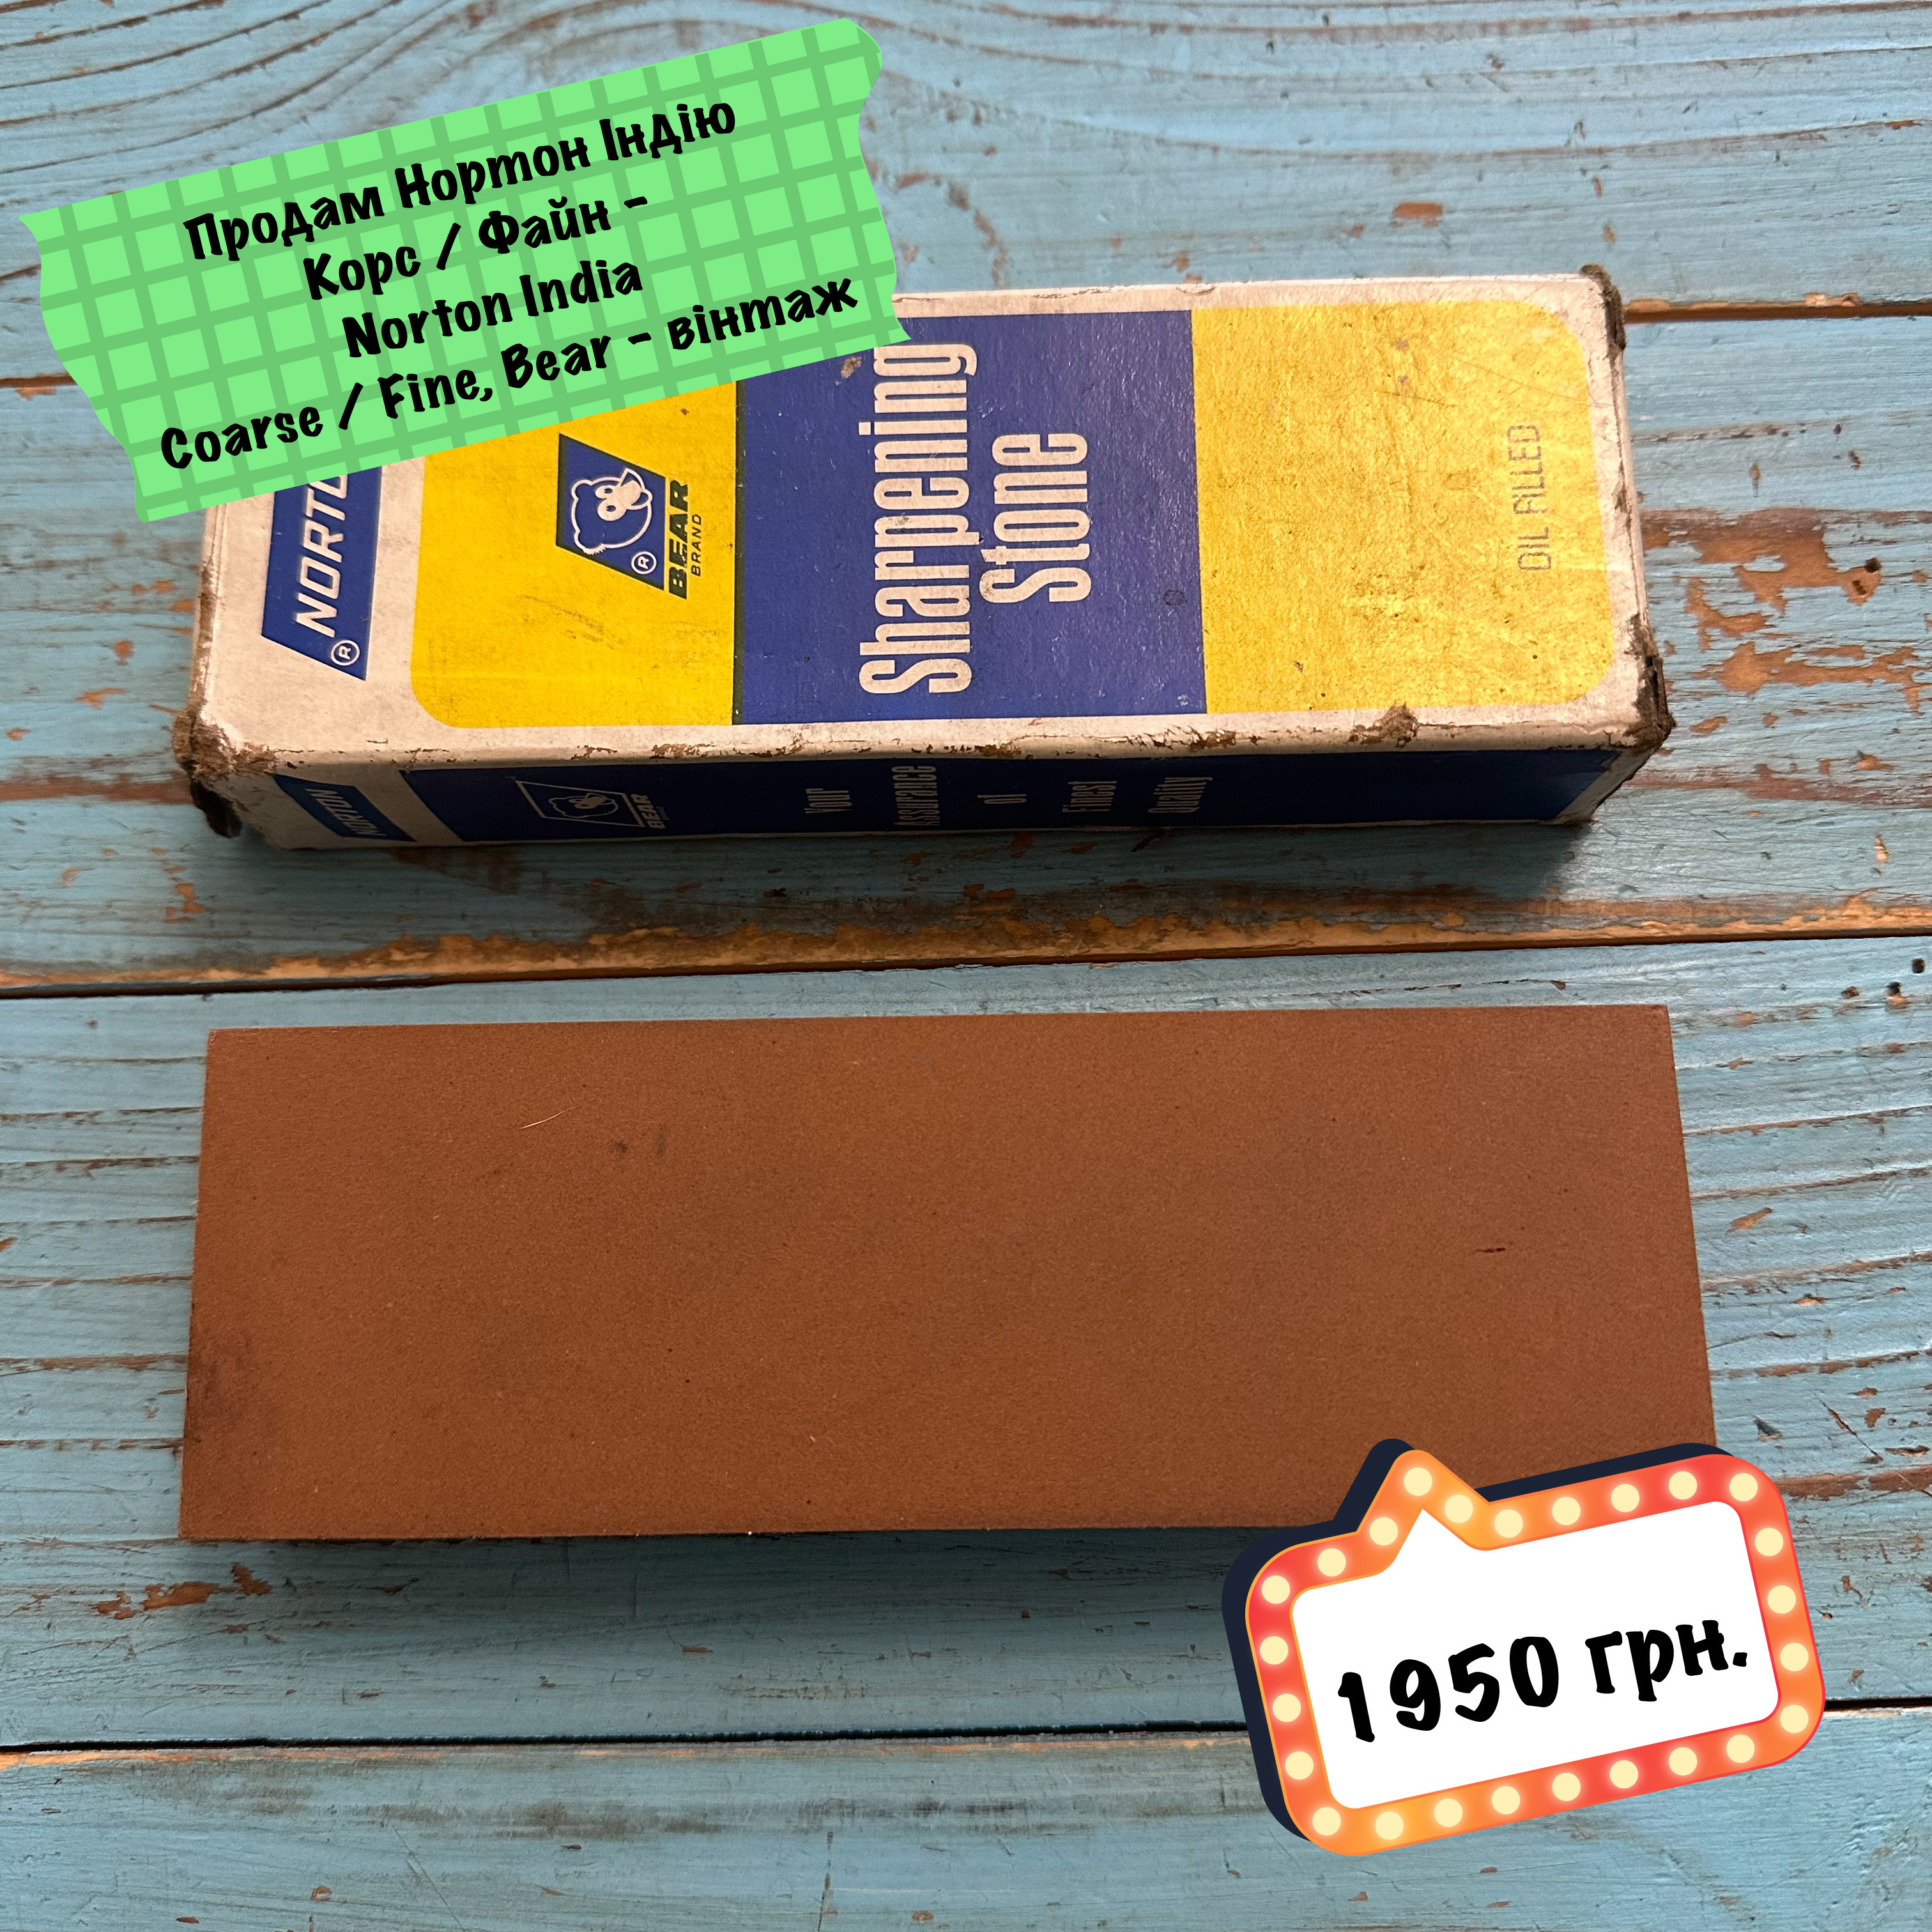 Продам Нортон Індію
Корс / Файн -
Norton India
Coarse / Fine, Bear - вінтаж
NORTO
®
®
BEAR
BRAND
Sharpening
Stone
OIL FILLED
NORTON
BEAR
Your
Assurance
of
Finest
Quality
1950 грн.